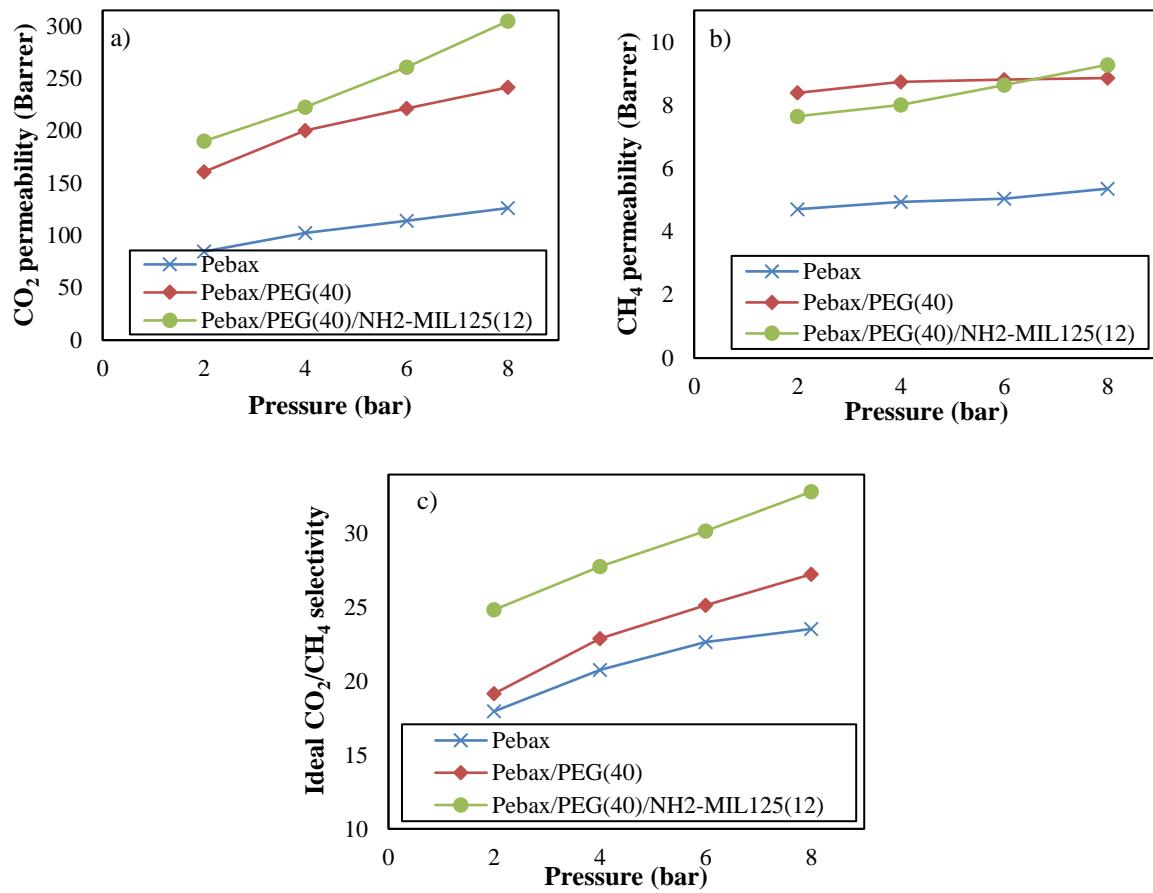 a)
CO₂ permeability (Barrer)
300
250
200
150
100
50
0
Pebax
Pebax/PEG(40)
Pebax/PEG(40)/NH2-MIL125(12)
0 2 4 6 8
Pressure (bar)
b)
CH₄ permeability (Barrer)
10
8
6
4
2
0
Pebax
Pebax/PEG(40)
Pebax/PEG(40)/NH2-MIL125(12)
0 2 4 6 8
Pressure (bar)
c)
Ideal CO₂/CH₄ selectivity
30
25
20
15
10
Pebax
Pebax/PEG(40)
Pebax/PEG(40)/NH2-MIL125(12)
0 2 4 6 8
Pressure (bar)